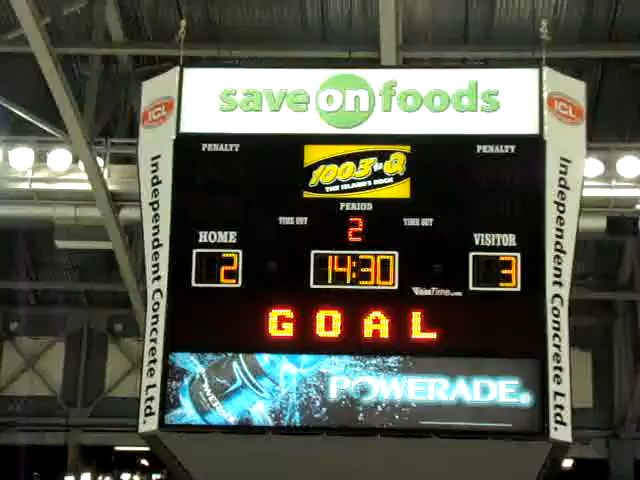 save on foods
ICL
ICL
Independent Concrete Ltd.
Independent Concrete Ltd.
PENALTY
PENALTY
100.3 THE Q
THE ISLAND'S ROCK
PERIOD
TIME OUT
2
TIME OUT
HOME
VISITOR
2
14:30
3
GOAL
POWERADE